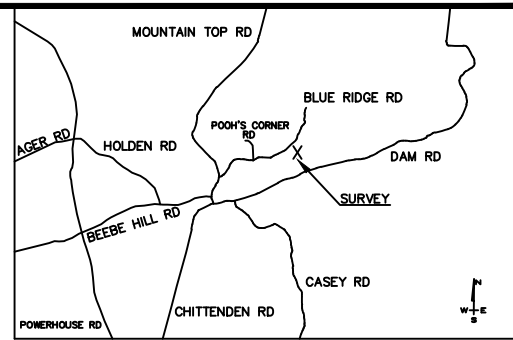 MOUNTAIN TOP RD
BLUE RIDGE RD
POOH'S CORNER
RD
AGER RD
HOLDEN RD
DAM RD
SURVEY
BEEBE HILL RD
CASEY RD
CHITTENDEN RD
POWERHOUSE RD
N
W E
S